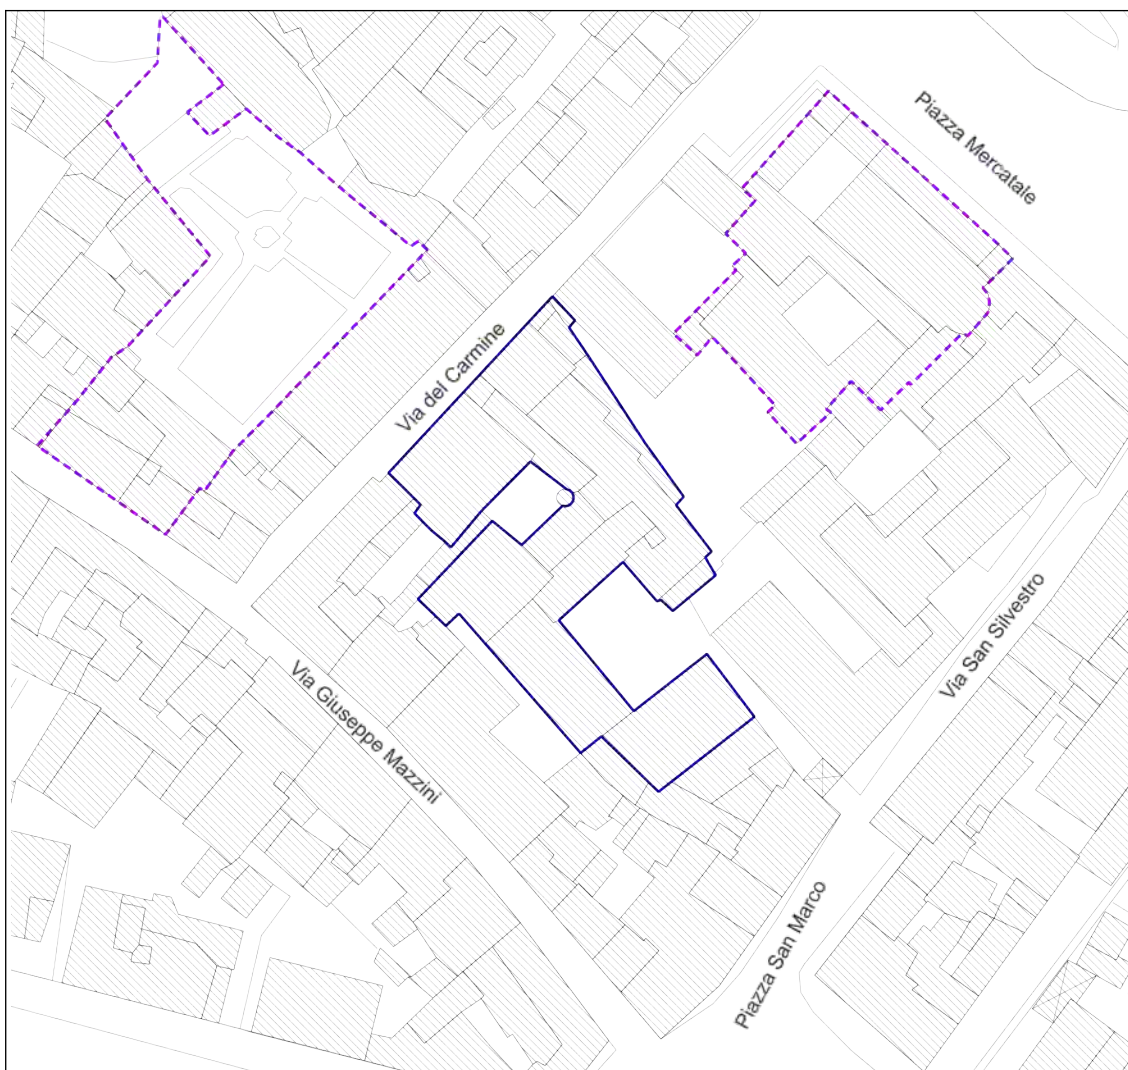 Piazza Mercatale
Via del Carmine
Via San Silvestro
Via Giuseppe Mazzini
Piazza San Marco